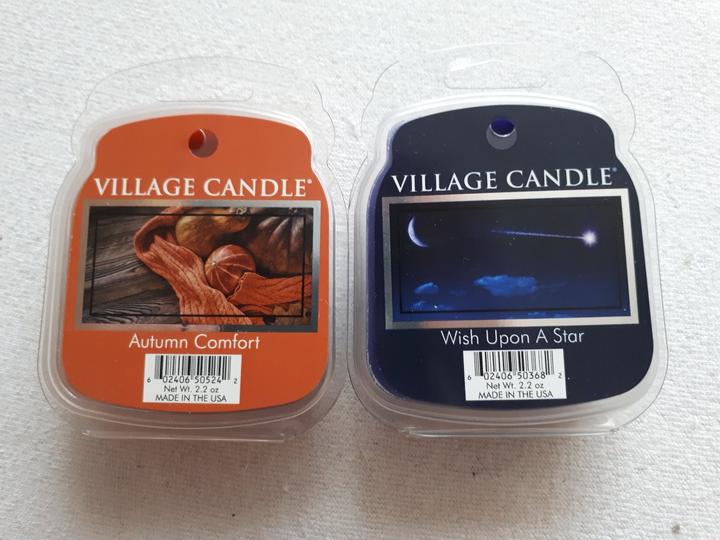 VILLAGE CANDLE®
Autumn Comfort
6 02406 50524 2
Net Wt. 2.2 oz
MADE IN THE USA
VILLAGE CANDLE®
Wish Upon A Star
6 02406 50368 2
Net Wt. 2.2 oz
MADE IN THE USA